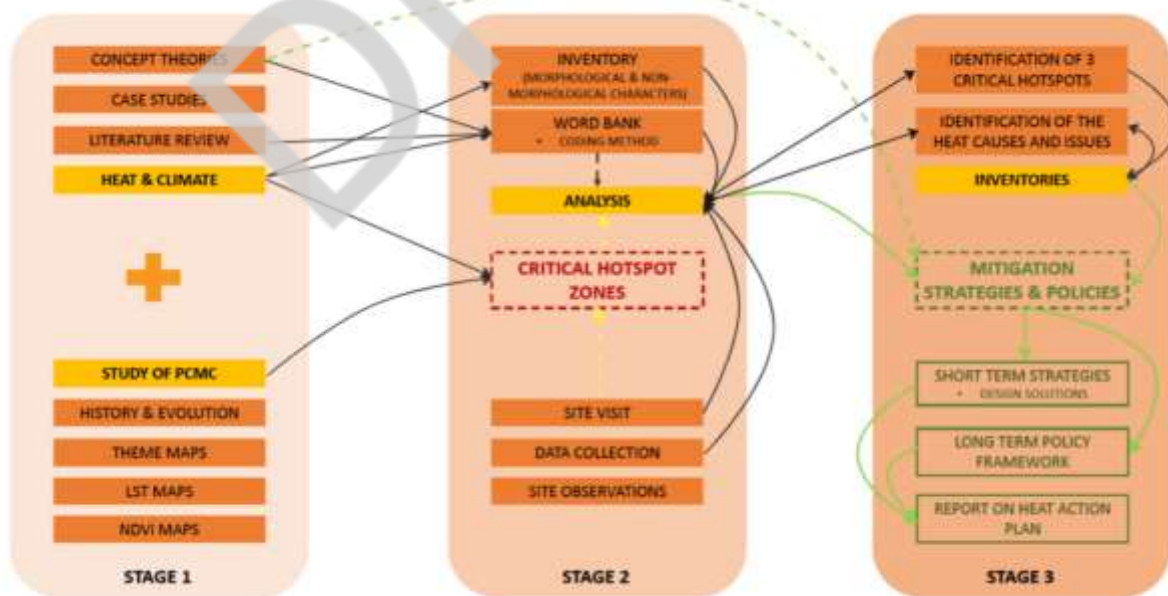 CONCEPT THEORIES
CASE STUDIES
LITERATURE REVIEW
HEAT & CLIMATE
STUDY OF PCMC
HISTORY & EVOLUTION
THEME MAPS
LST MAPS
NDVI MAPS
STAGE 1
INVENTORY
(MORPHOLOGICAL & NON-
MORPHOLOGICAL CHARACTERS)
WORD BANK
• CODING METHOD
ANALYSIS
CRITICAL HOTSPOT
ZONES
SITE VISIT
DATA COLLECTION
SITE OBSERVATIONS
STAGE 2
IDENTIFICATION OF 3
CRITICAL HOTSPOTS
IDENTIFICATION OF THE
HEAT CAUSES AND ISSUES
INVENTORIES
MITIGATION
STRATEGIES & POLICIES
SHORT TERM STRATEGIES
• DESIGN SOLUTIONS
LONG TERM POLICY
FRAMEWORK
REPORT ON HEAT ACTION
PLAN
STAGE 3